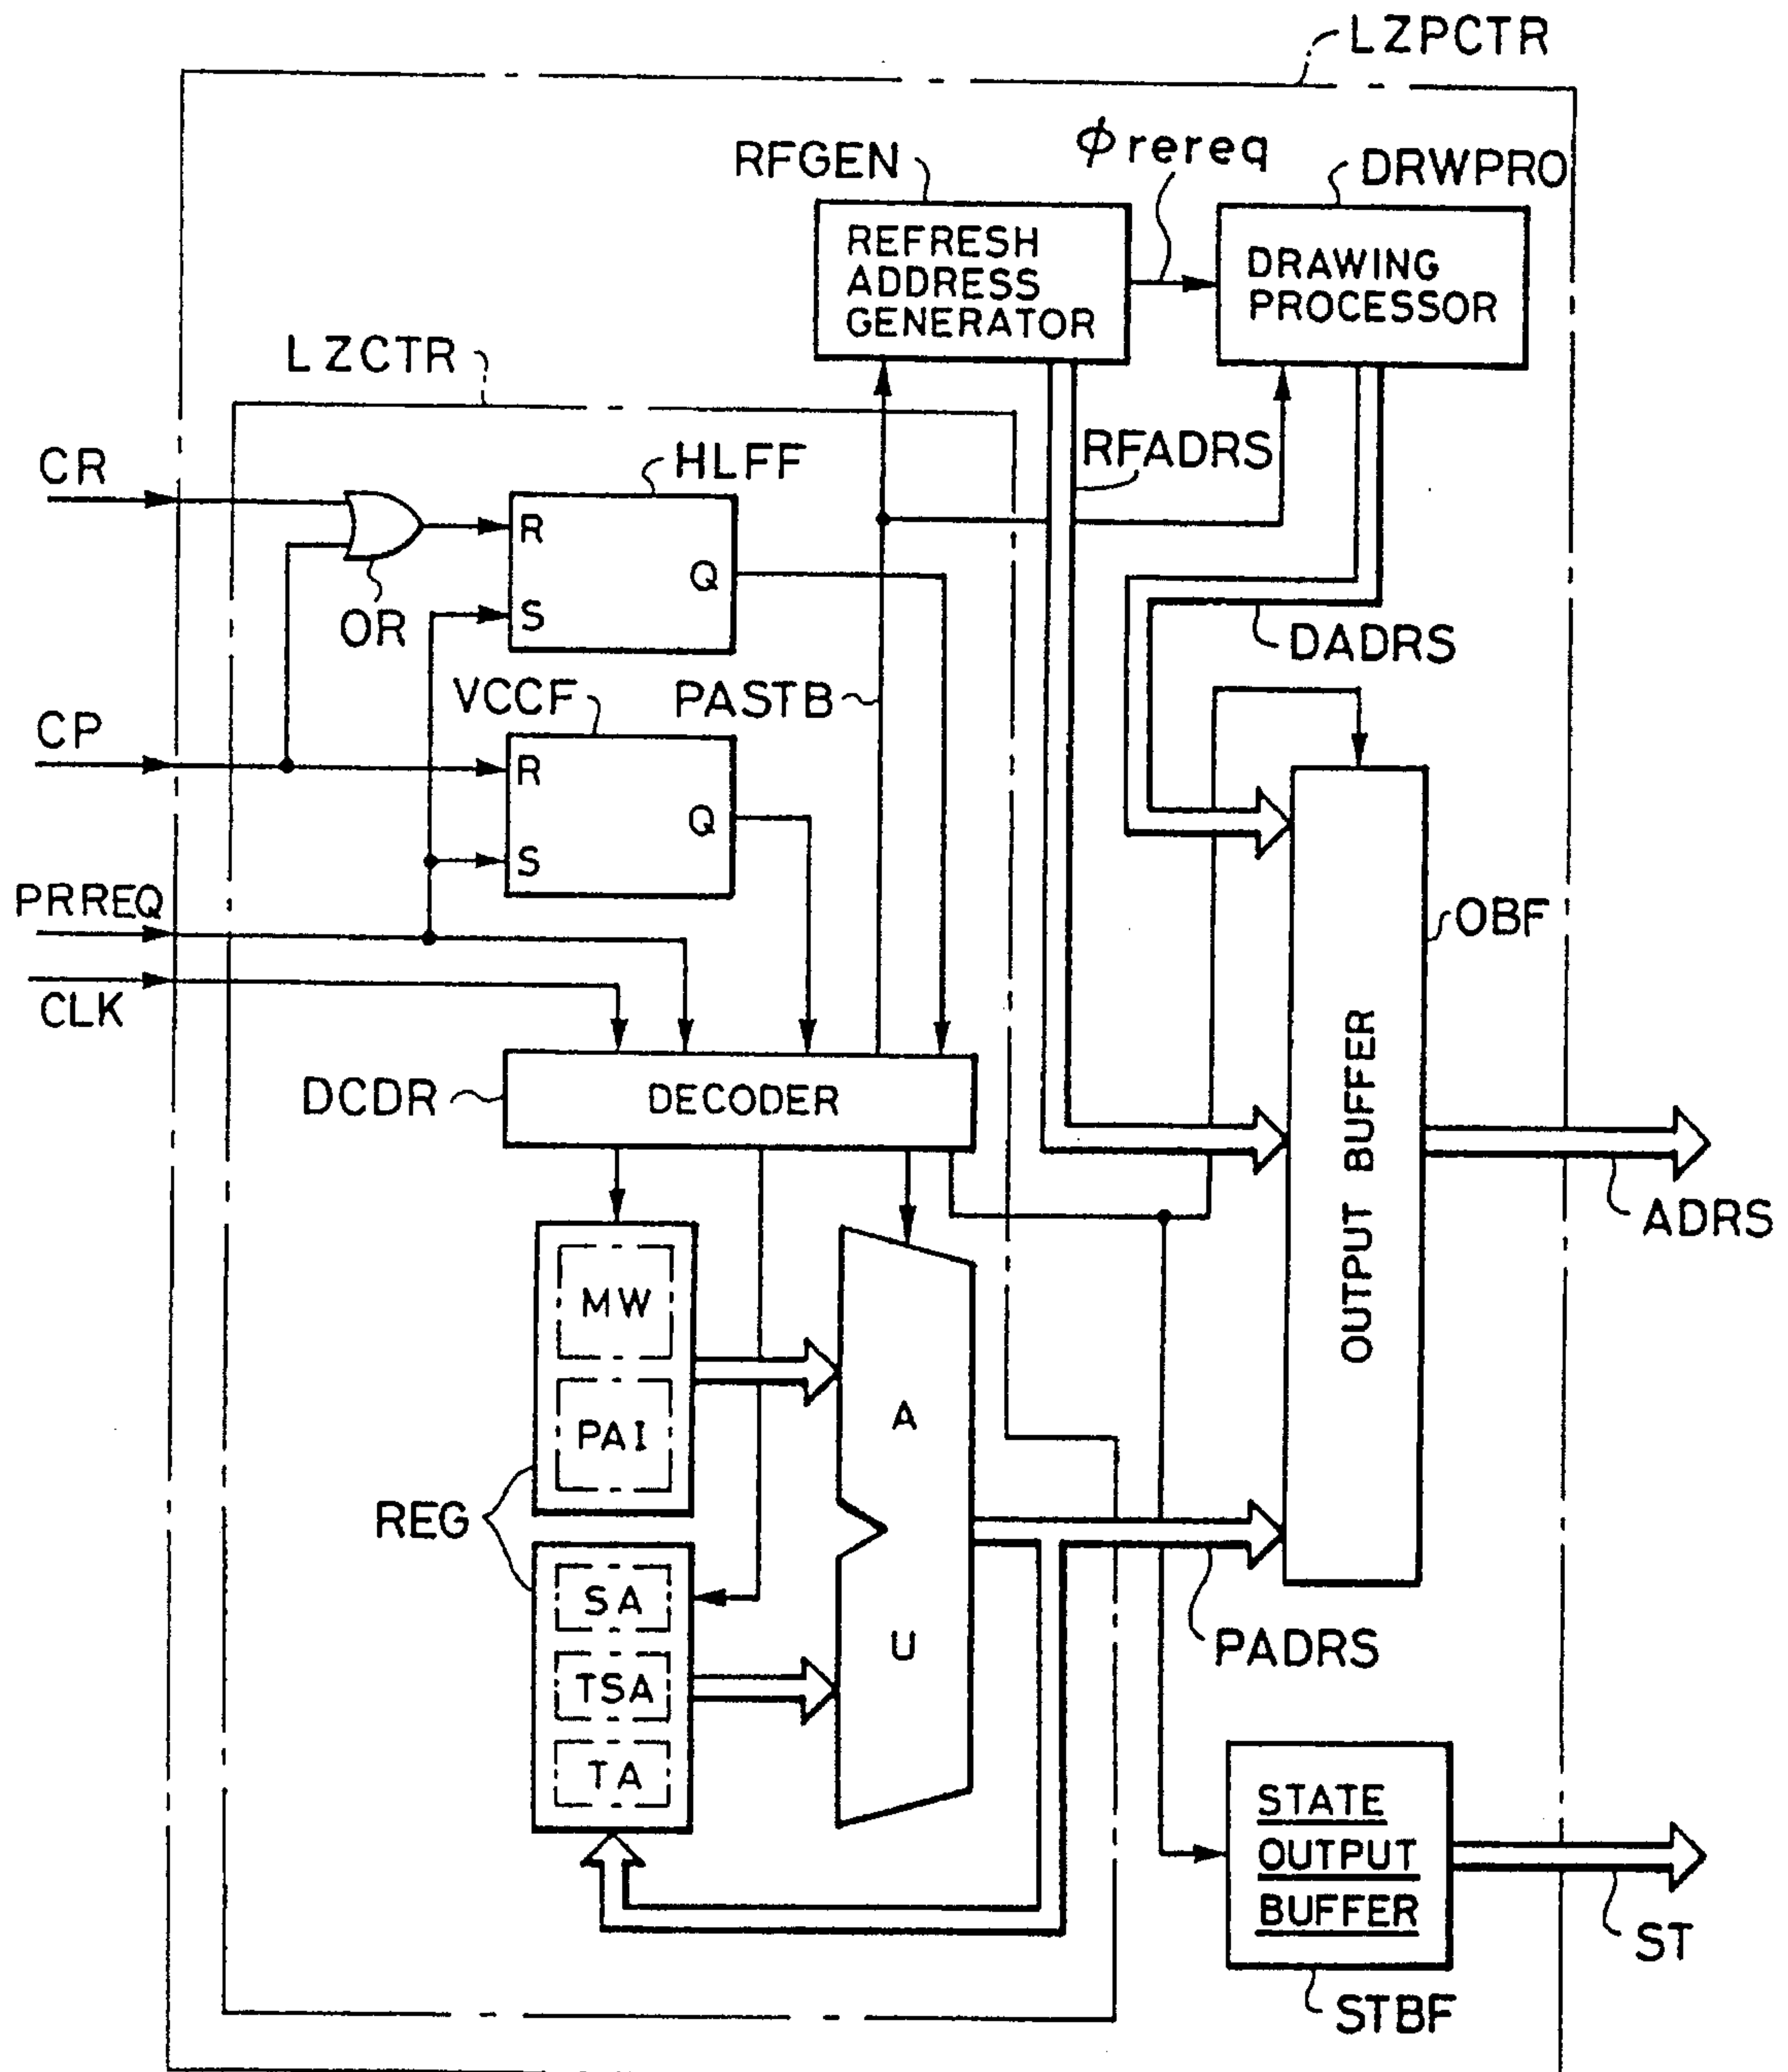 LZPCTR
RFGEN
φrereq
DRWPRO
REFRESH
ADDRESS
GENERATOR
DRAWING
PROCESSOR
LZCTR
CR
HLFF
RFADRS
R
Q
S
OR
DADRS
VCCF
PASTB
CP
R
Q
S
PRREQ
OBF
CLK
DCDR
DECODER
OUTPUT BUFFER
ADRS
MW
PAI
A
U
REG
SA
TSA
TA
PADRS
STATE
OUTPUT
BUFFER
ST
STBF